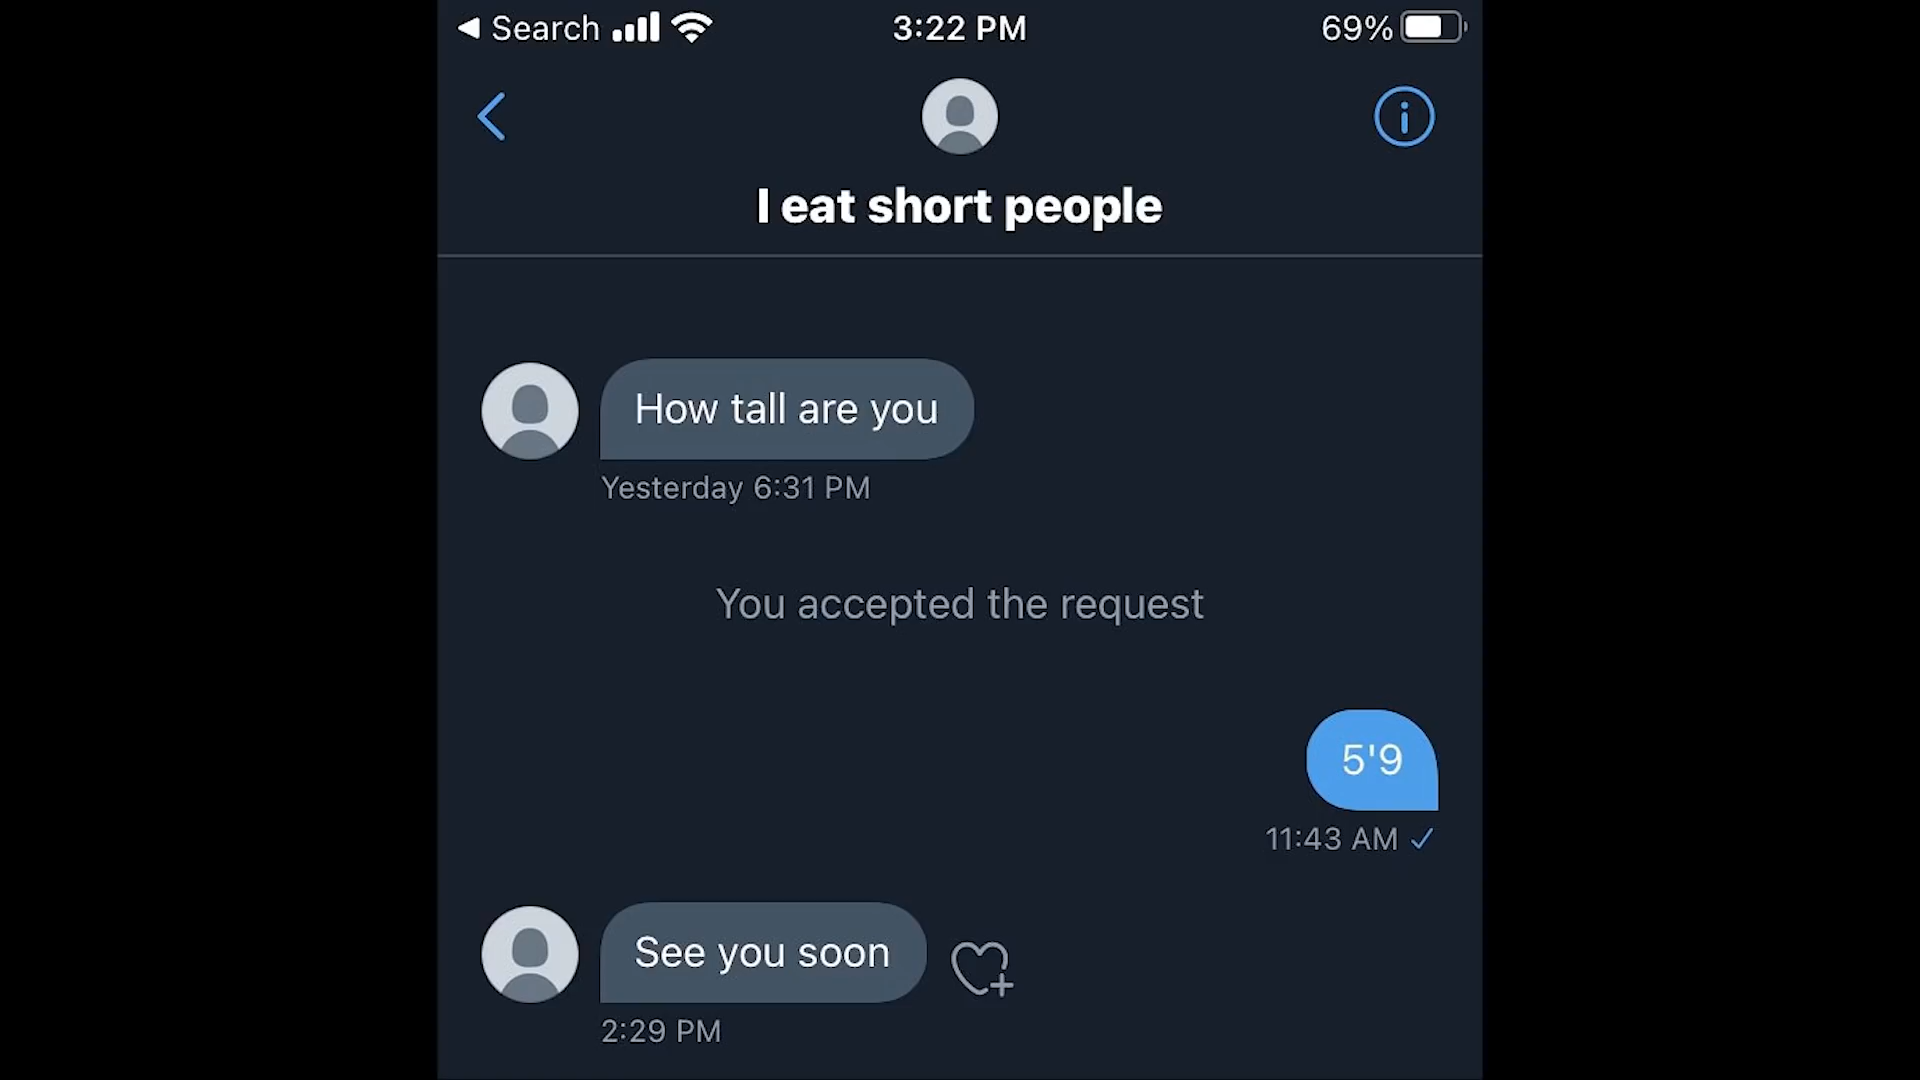 Search
3:22 PM
69%
I eat short people
How tall are you
Yesterday 6:31 PM
You accepted the request
5'9
11:43 AM
See you soon
2:29 PM